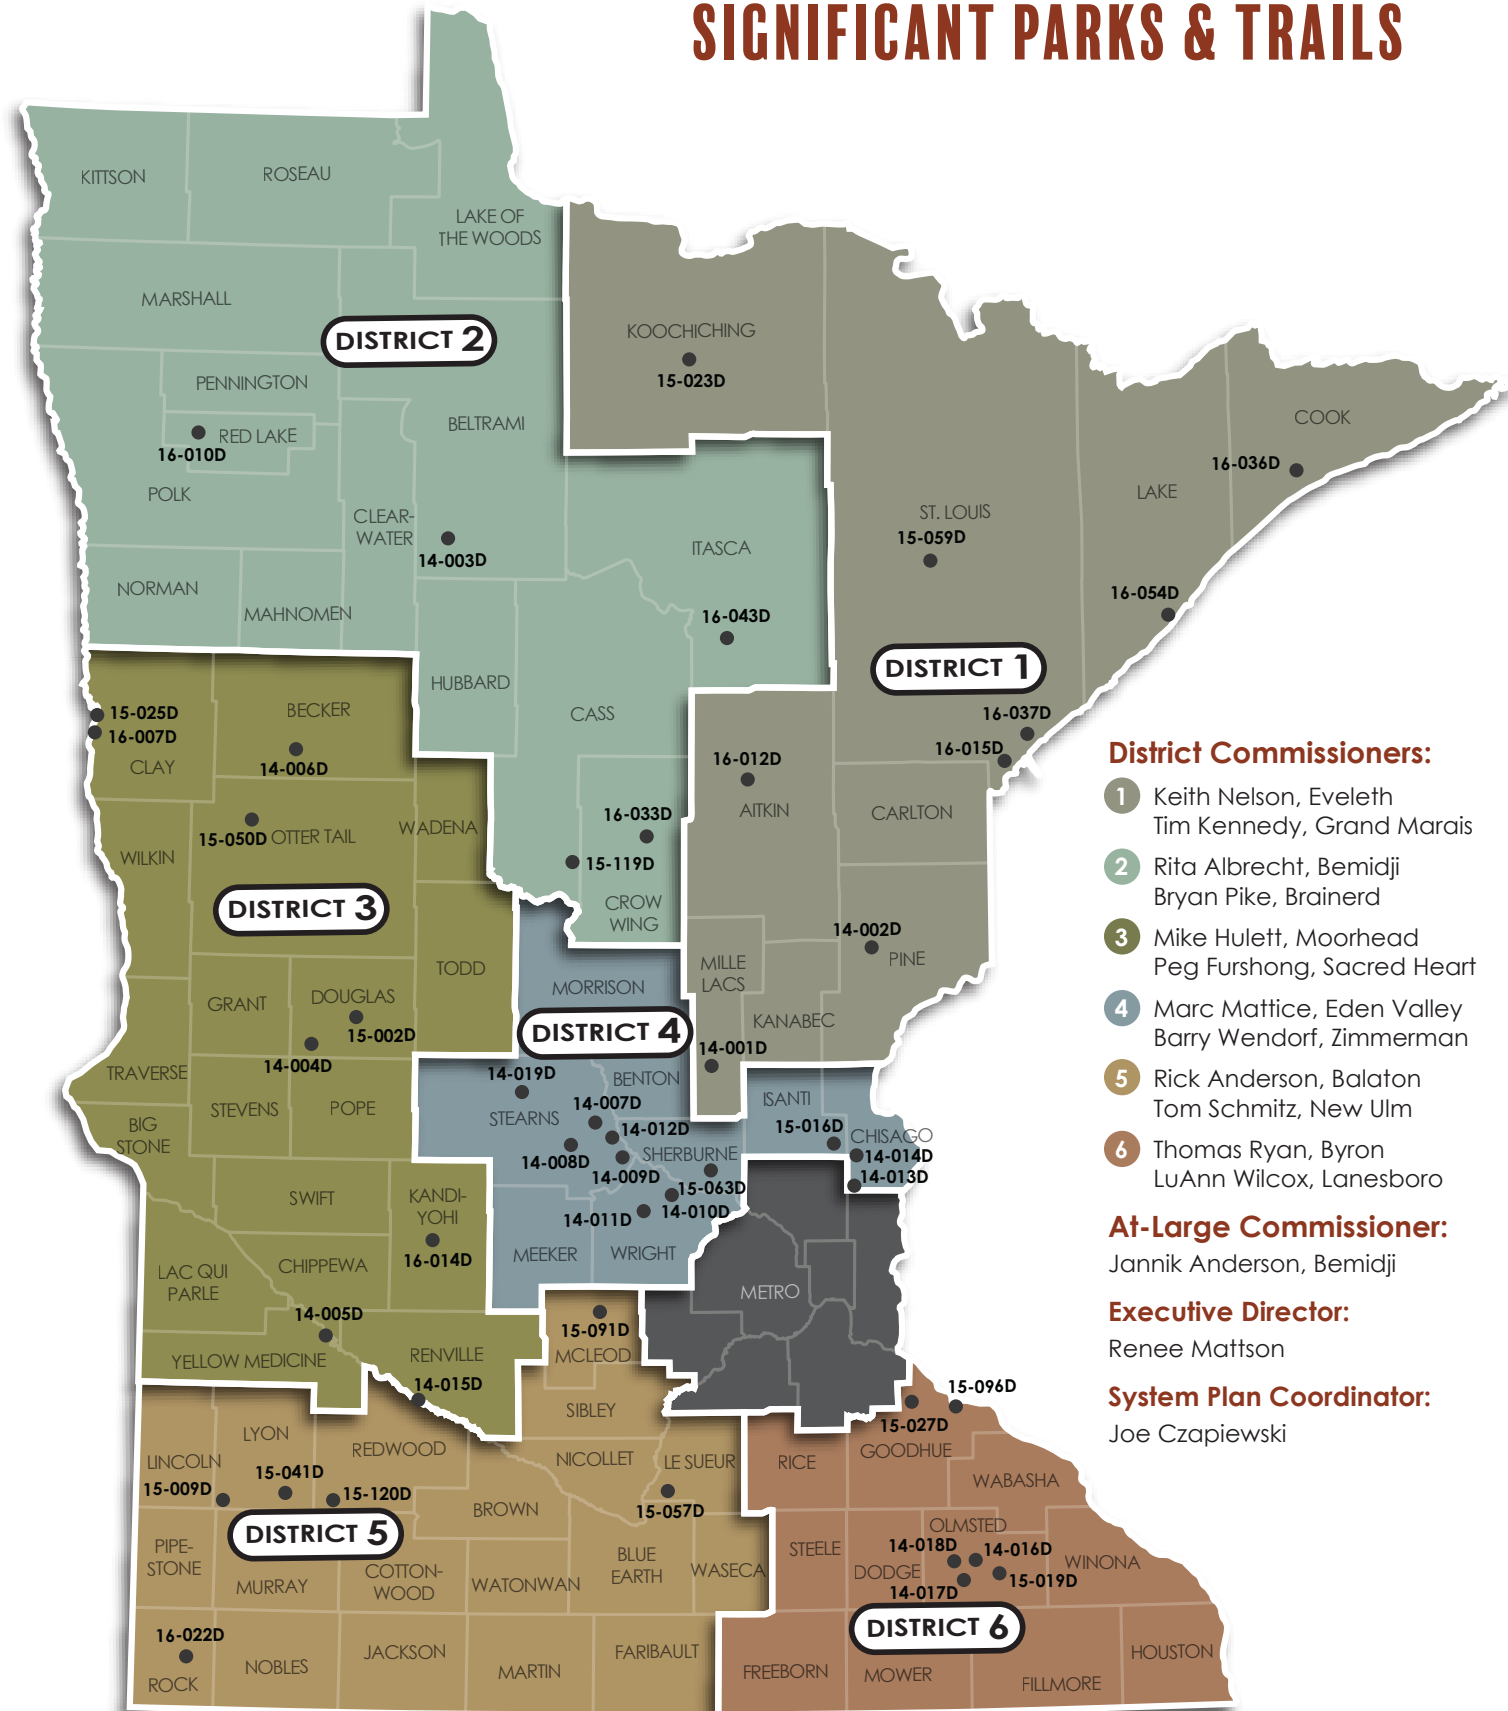 SIGNIFICANT PARKS & TRAILS
KITTSON
ROSEAU
LAKE OF
THE WOODS
MARSHALL
DISTRICT 2
KOOCHICHING
15-023D
PENNINGTON
RED LAKE
16-010D
BELTRAMI
COOK
16-036D
POLK
LAKE
CLEAR-
WATER
14-003D
ST. LOUIS
15-059D
ITASCA
NORMAN
MAHNOMEN
16-043D
16-054D
DISTRICT 1
HUBBARD
CASS
15-025D
16-007D
CLAY
BECKER
14-006D
16-037D
16-015D
16-012D
AITKIN
CARLTON
16-033D
15-119D
CROW
WING
15-050D
OTTER TAIL
WADENA
WILKIN
DISTRICT 3
14-002D
PINE
TODD
MILLE
LACS
MORRISON
GRANT
DOUGLAS
15-002D
14-004D
DISTRICT 4
KANABEC
14-001D
TRAVERSE
STEVENS
POPE
BIG
STONE
14-019D
STEARNS
BENTON
14-007D
14-012D
ISANTI
15-016D
CHISAGO
14-014D
14-013D
14-008D
SHERBURNE
14-009D
15-063D
14-010D
14-011D
SWIFT
KANDI-
YOHI
16-014D
MEEKER
WRIGHT
LAC QUI
PARLE
CHIPPEWA
METRO
14-005D
15-091D
MCLEOD
YELLOW MEDICINE
RENVILLE
14-015D
SIBLEY
15-096D
15-027D
GOODHUE
LYON
REDWOOD
LINCOLN
15-009D
15-041D
15-120D
NICOLLET
LE SUEUR
15-057D
RICE
WABASHA
DISTRICT 5
BROWN
PIPE-
STONE
MURRAY
COTTON-
WOOD
WATONWAN
BLUE
EARTH
WASECA
STEELE
DODGE
OLMSTED
14-018D
14-016D
14-017D
15-019D
WINONA
DISTRICT 6
16-022D
ROCK
NOBLES
JACKSON
MARTIN
FARIBAULT
FREEBORN
MOWER
FILLMORE
HOUSTON
District Commissioners:
1 Keith Nelson, Eveleth
Tim Kennedy, Grand Marais
2 Rita Albrecht, Bemidji
Bryan Pike, Brainerd
3 Mike Hulett, Moorhead
Peg Furshong, Sacred Heart
4 Marc Mattice, Eden Valley
Barry Wendorf, Zimmerman
5 Rick Anderson, Balaton
Tom Schmitz, New Ulm
6 Thomas Ryan, Byron
LuAnn Wilcox, Lanesboro
At-Large Commissioner:
Jannik Anderson, Bemidji
Executive Director:
Renee Mattson
System Plan Coordinator:
Joe Czapiewski